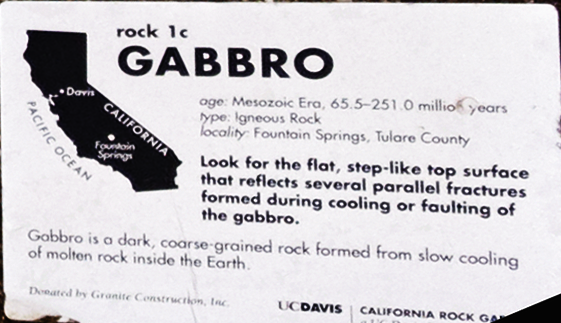 rock 1c
GABBRO
age: Mesozoic Era, 65.5–251.0 million years
type: Igneous Rock
locality: Fountain Springs, Tulare County
Davis
CALIFORNIA
PACIFIC OCEAN
Fountain
Springs
Look for the flat, step-like top surface
that reflects several parallel fractures
formed during cooling or faulting of
the gabbro.
Gabbro is a dark, coarse-grained rock formed from slow cooling
of molten rock inside the Earth.
Donated by Granite Construction, Inc.
UCDAVIS | CALIFORNIA ROCK GA